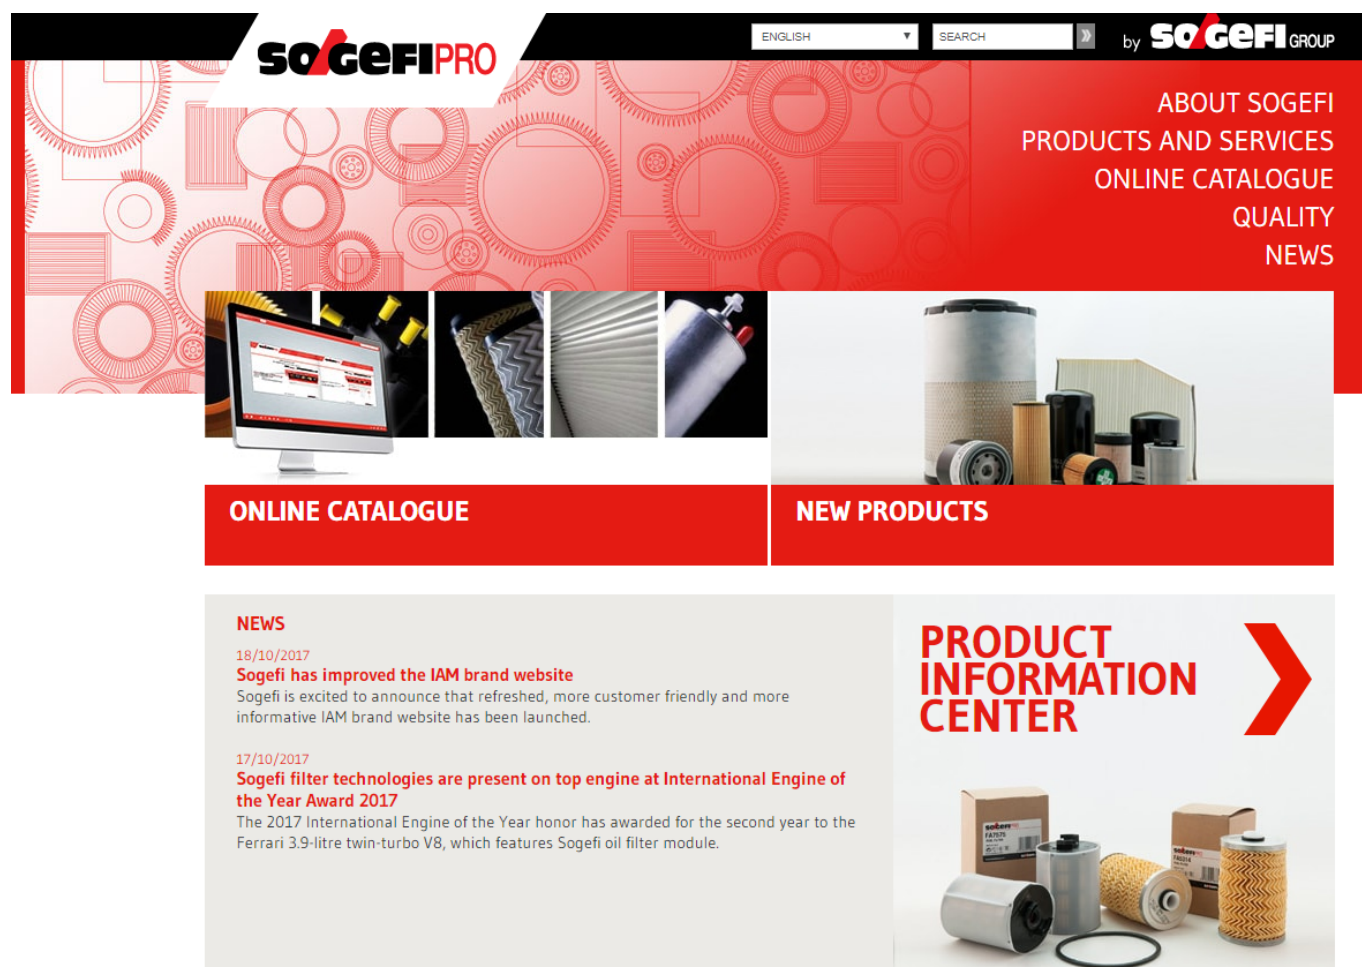 SOGEFIPRO
ENGLISH
SEARCH
by SOGEFI GROUP
ABOUT SOGEFI
PRODUCTS AND SERVICES
ONLINE CATALOGUE
QUALITY
NEWS
ONLINE CATALOGUE
NEW PRODUCTS
NEWS
18/10/2017
Sogefi has improved the IAM brand website
Sogefi is excited to announce that refreshed, more customer friendly and more
informative IAM brand website has been launched.
17/10/2017
Sogefi filter technologies are present on top engine at International Engine of
the Year Award 2017
The 2017 International Engine of the Year honor has awarded for the second year to the
Ferrari 3.9-litre twin-turbo V8, which features Sogefi oil filter module.
PRODUCT
INFORMATION
CENTER
SOGEFIPRO
SOGEFIPRO